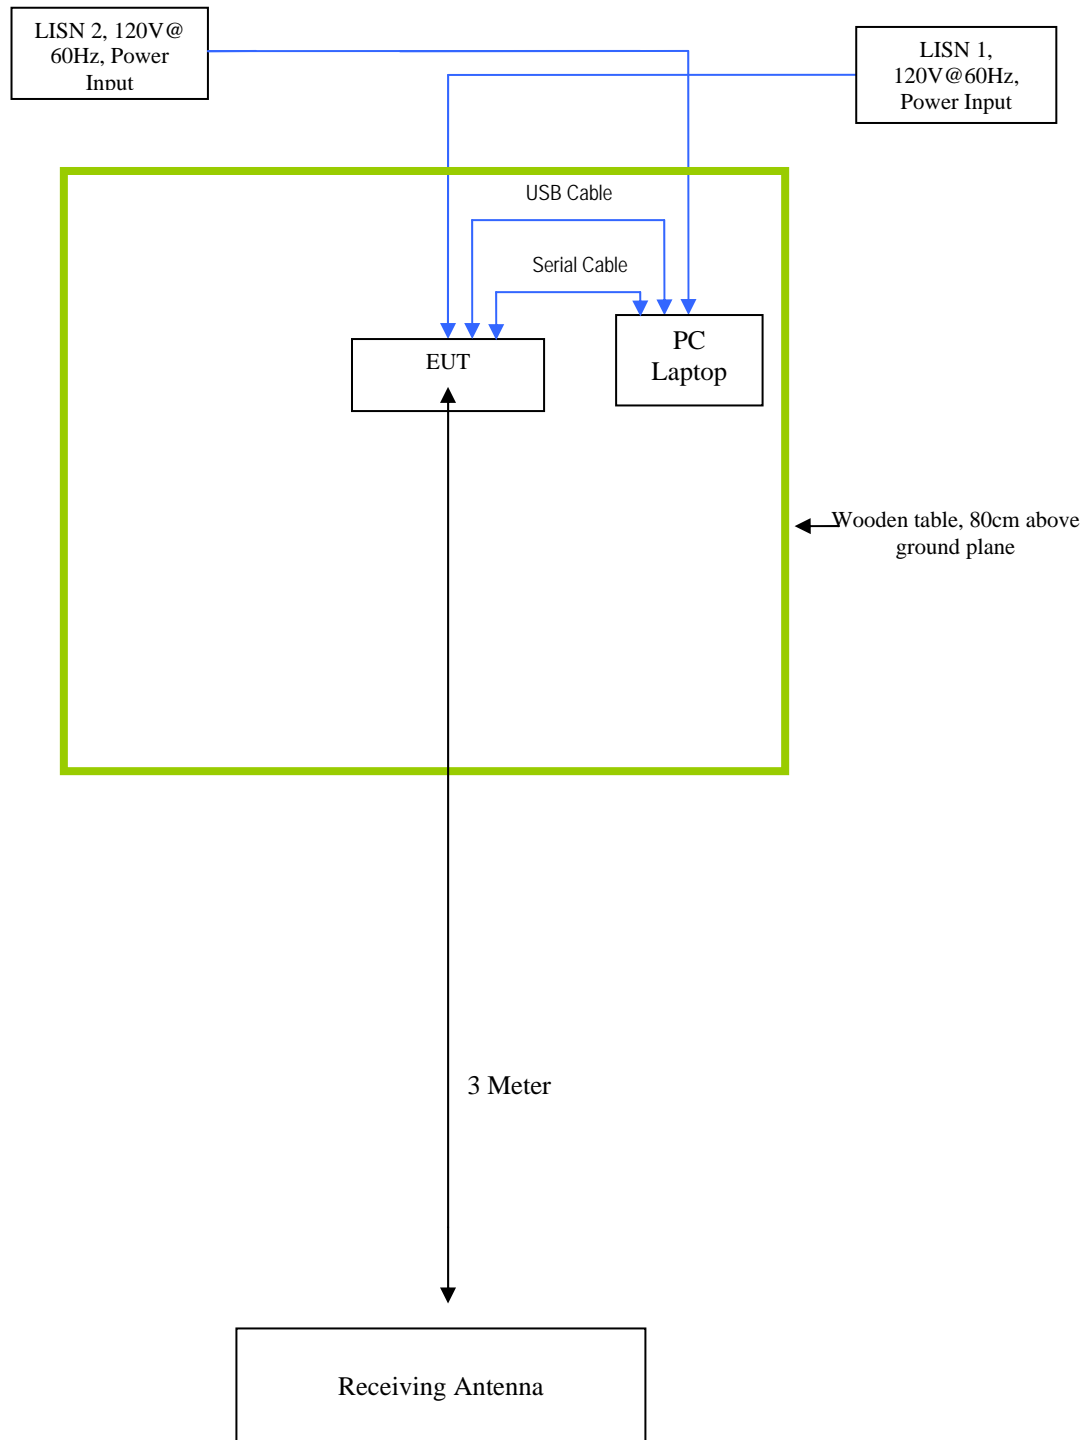 LISN 2, 120V@
60Hz, Power
Input
LISN 1,
120V@60Hz,
Power Input
USB Cable
Serial Cable
EUT
PC
Laptop
Wooden table, 80cm above
ground plane
3 Meter
Receiving Antenna